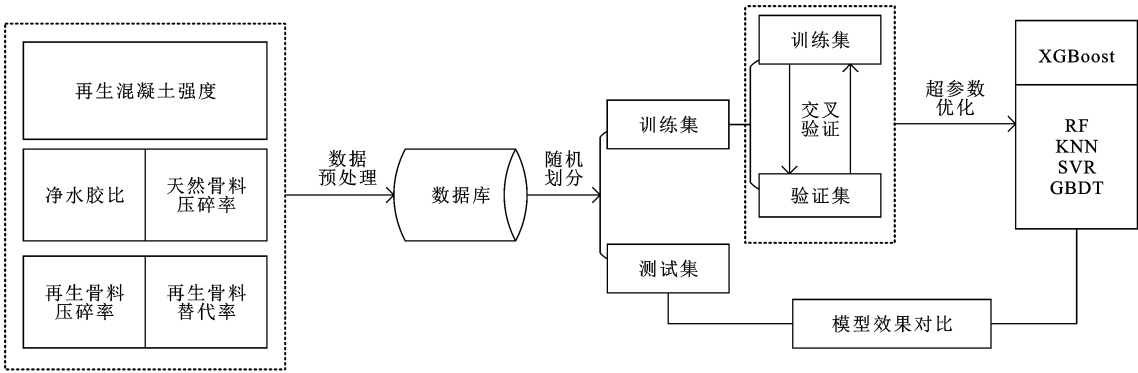 再生混凝土强度
净水胶比
天然骨料
压碎率
再生骨料
压碎率
再生骨料
替代率
数据
预处理
数据库
随机
划分
训练集
测试集
训练集
交叉
验证
验证集
超参数
优化
XGBoost
RF
KNN
SVR
GBDT
模型效果对比